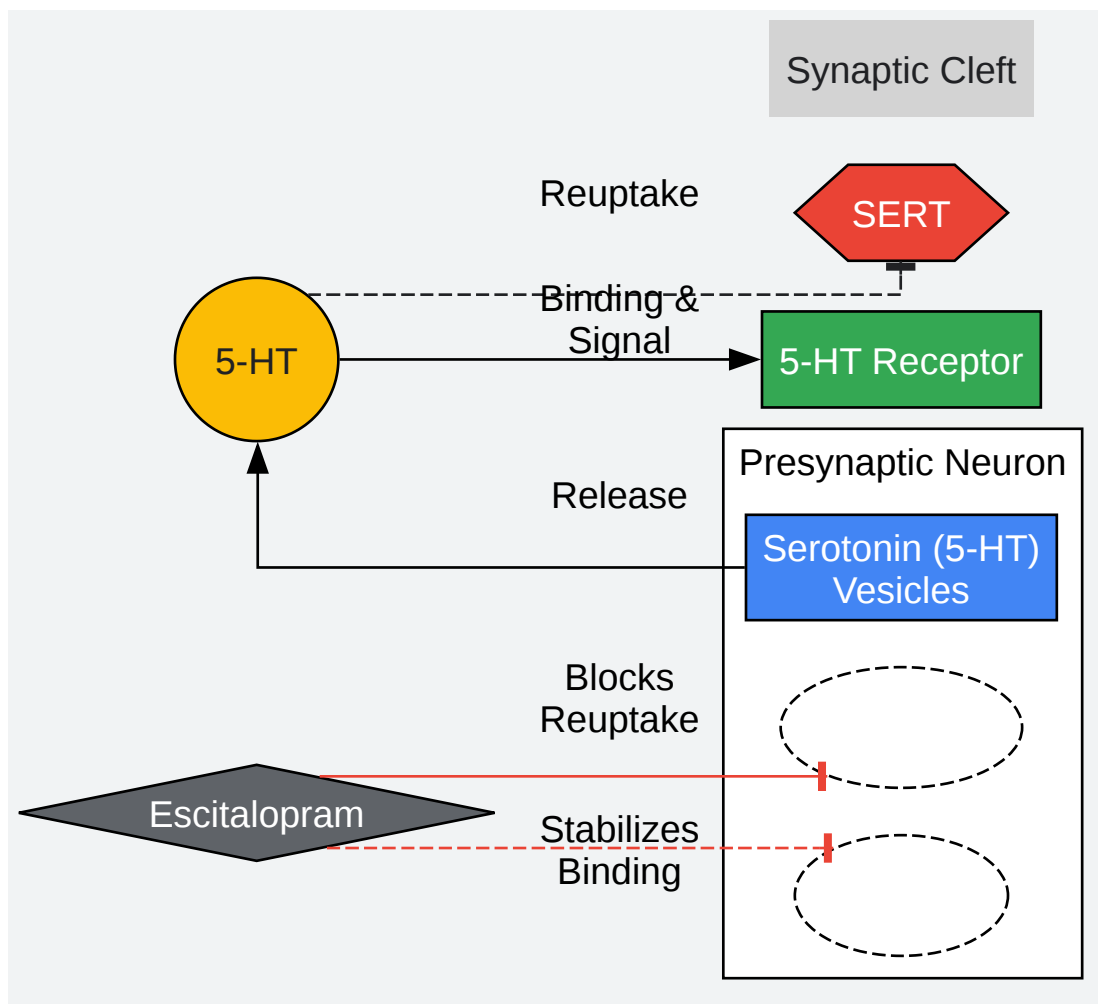 Synaptic Cleft
Reuptake
SERT
Binding &
Signal
5-HT
5-HT Receptor
Presynaptic Neuron
Release
Serotonin (5-HT)
Vesicles
Blocks
Reuptake
Escitalopram
Stabilizes
Binding